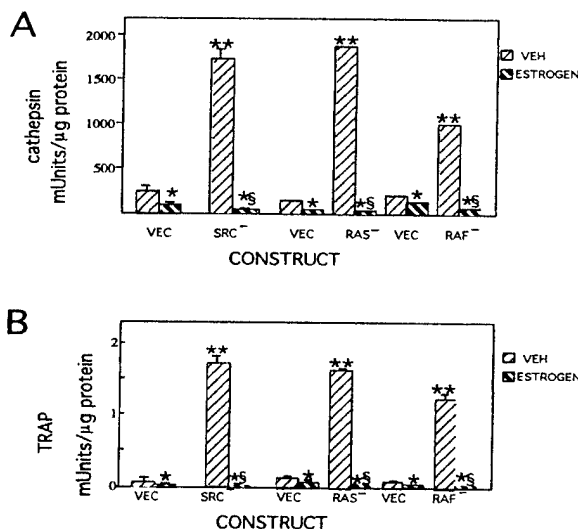 A
cathepsin
mUnits/µg protein
2000
1500
1000
500
** ** **
* *§ * *§ * *§
VEH
ESTROGEN
VEC SRC⁻ VEC RAS⁻ VEC RAF⁻
CONSTRUCT
B
TRAP
mUnits/µg protein
2
1
0
** ** **
* *§ * *§ * *§
VEH
ESTROGEN
VEC SRC⁻ VEC RAS⁻ VEC RAF⁻
CONSTRUCT